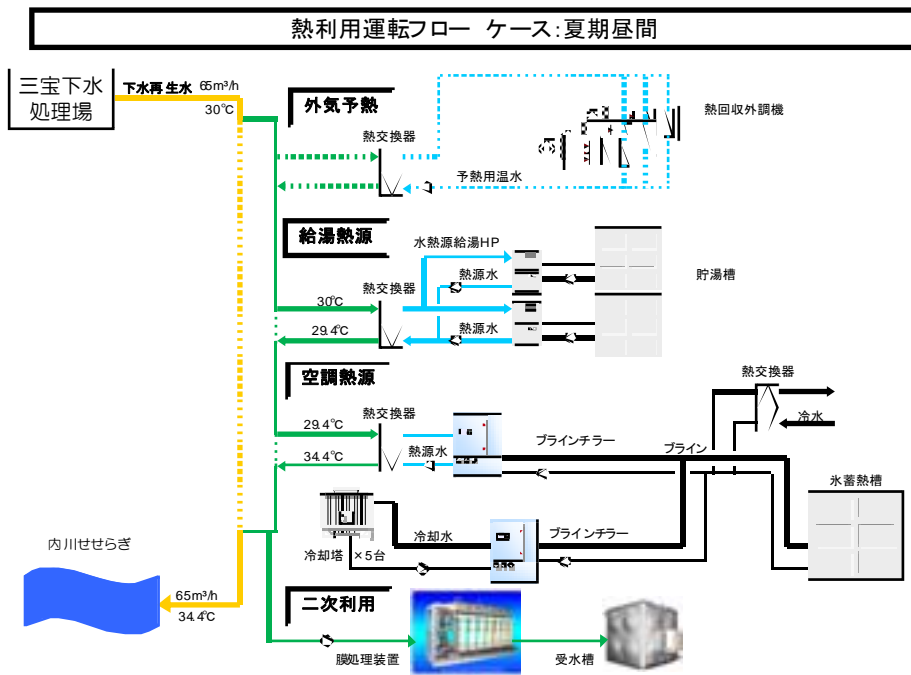 熱利用運転フロー ケース:夏期昼間
三宝下水
処理場
下水再生水 65m³/h
30℃
外気予熱
熱交換器
熱回収外調機
予熱用温水
給湯熱源
水熱源給湯HP
熱源水
貯湯槽
熱交換器
30℃
29.4℃
熱源水
空調熱源
熱交換器
熱交換器
冷水
29.4℃
34.4℃
熱源水
ブラインチラー
ブライン
氷蓄熱槽
冷却水
ブラインチラー
冷却塔 ×5台
内川せせらぎ
65m³/h
34.4℃
二次利用
膜処理装置
受水槽